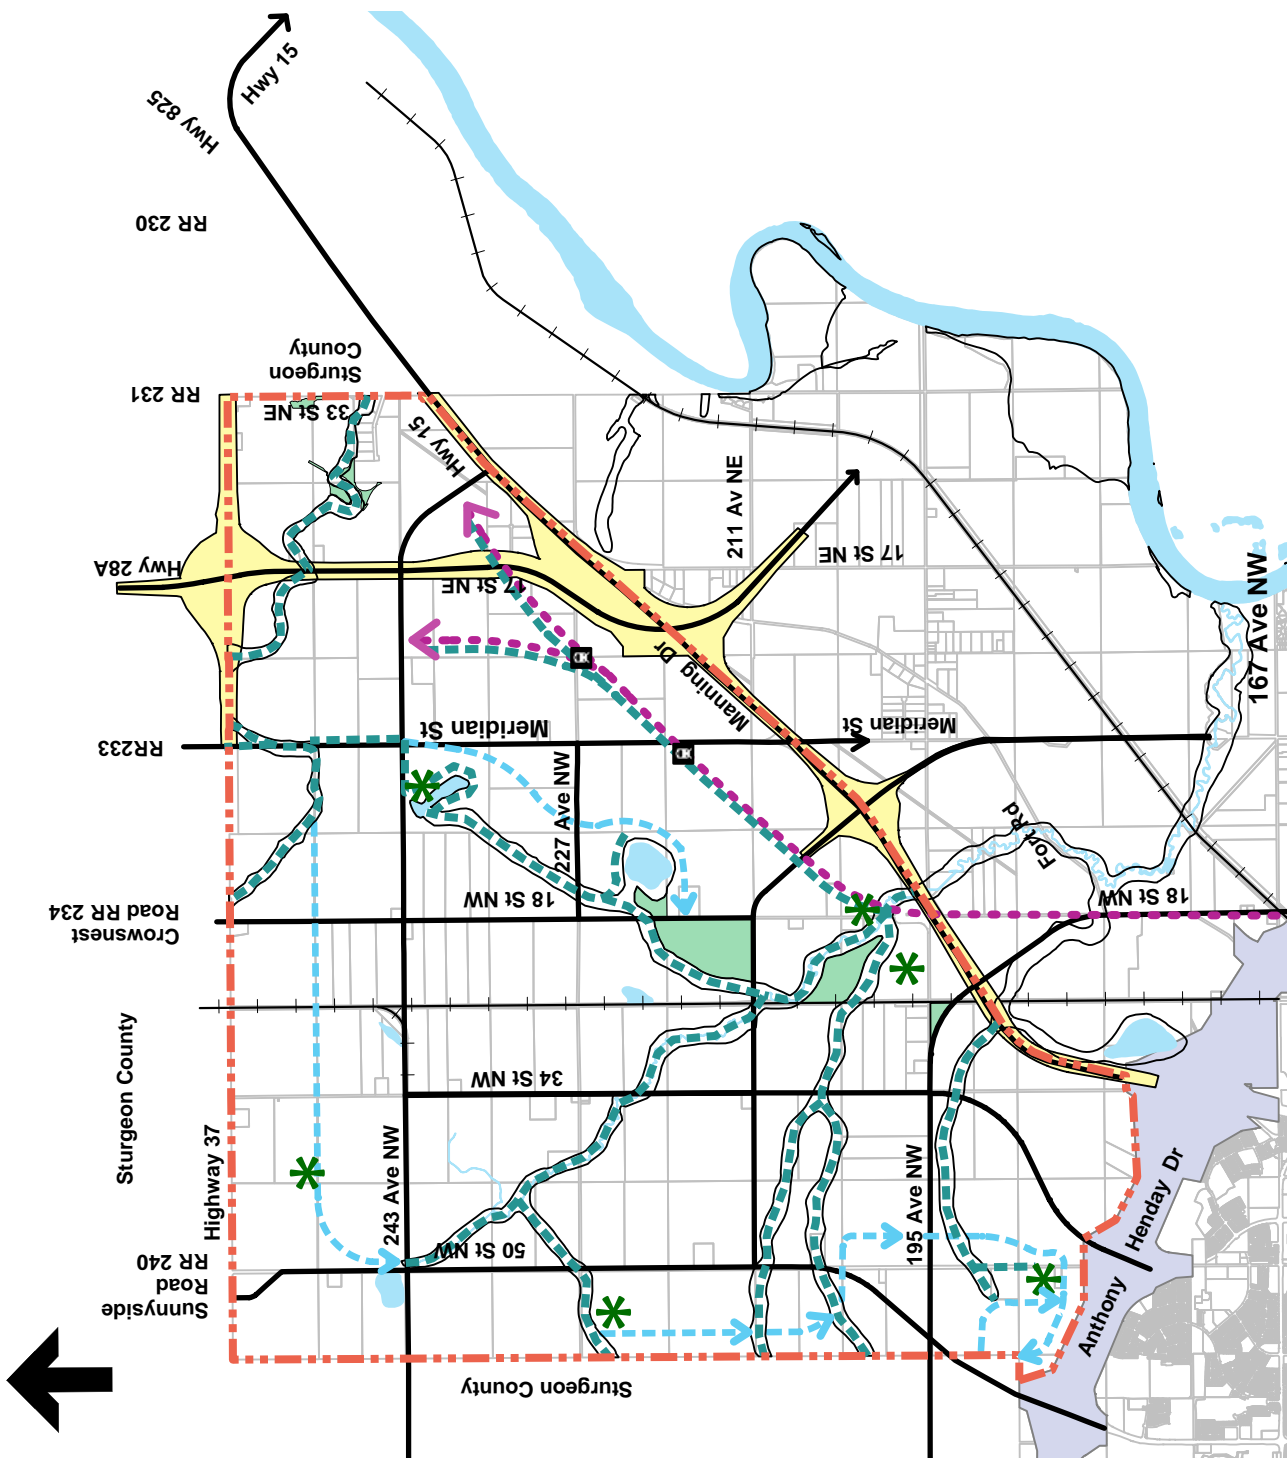 Hwy 15
Hwy 825
RR 230
Sturgeon
County
RR 231
33 St NE
Hwy 15
211 Av NE
Hwy 28A
17 St NE
17 St NE
167 Ave NW
Manning Dr
Meridian St
Meridian
St
RR233
227 Ave NW
Fort Rd
18 St NW
18 St NW
Crowsnest
Road RR 234
Sturgeon County
34 St NW
Highway 37
243 Ave NW
195 Ave NW
50 St NW
Sunnyside
Road
RR 240
Anthony
Henday Dr
Sturgeon County